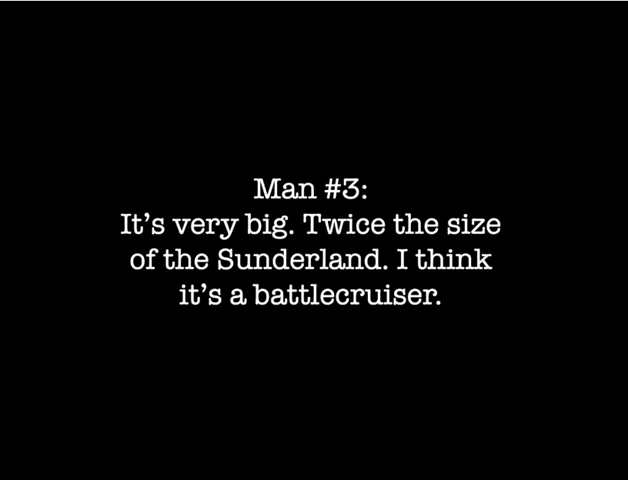 Man #3:
It's very big. Twice the size
of the Sunderland. I think
it's a battlecruiser.